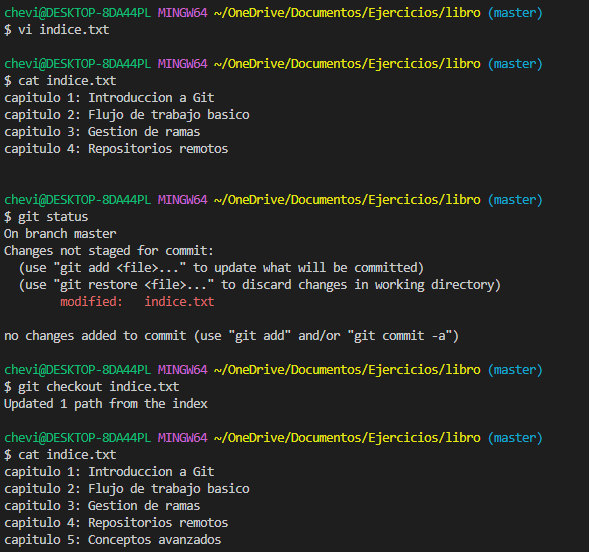 chevi@DESKTOP-8DA44PL MINGW64 ~/OneDrive/Documentos/Ejercicios/libro (master)
$ vi indice.txt
chevi@DESKTOP-8DA44PL MINGW64 ~/OneDrive/Documentos/Ejercicios/libro (master)
$ cat indice.txt
capitulo 1: Introduccion a Git
capitulo 2: Flujo de trabajo basico
capitulo 3: Gestion de ramas
capitulo 4: Repositorios remotos
chevi@DESKTOP-8DA44PL MINGW64 ~/OneDrive/Documentos/Ejercicios/libro (master)
$ git status
On branch master
Changes not staged for commit:
  (use "git add <file>..." to update what will be committed)
  (use "git restore <file>..." to discard changes in working directory)
        modified:   indice.txt
no changes added to commit (use "git add" and/or "git commit -a")
chevi@DESKTOP-8DA44PL MINGW64 ~/OneDrive/Documentos/Ejercicios/libro (master)
$ git checkout indice.txt
Updated 1 path from the index
chevi@DESKTOP-8DA44PL MINGW64 ~/OneDrive/Documentos/Ejercicios/libro (master)
$ cat indice.txt
capitulo 1: Introduccion a Git
capitulo 2: Flujo de trabajo basico
capitulo 3: Gestion de ramas
capitulo 4: Repositorios remotos
capitulo 5: Conceptos avanzados